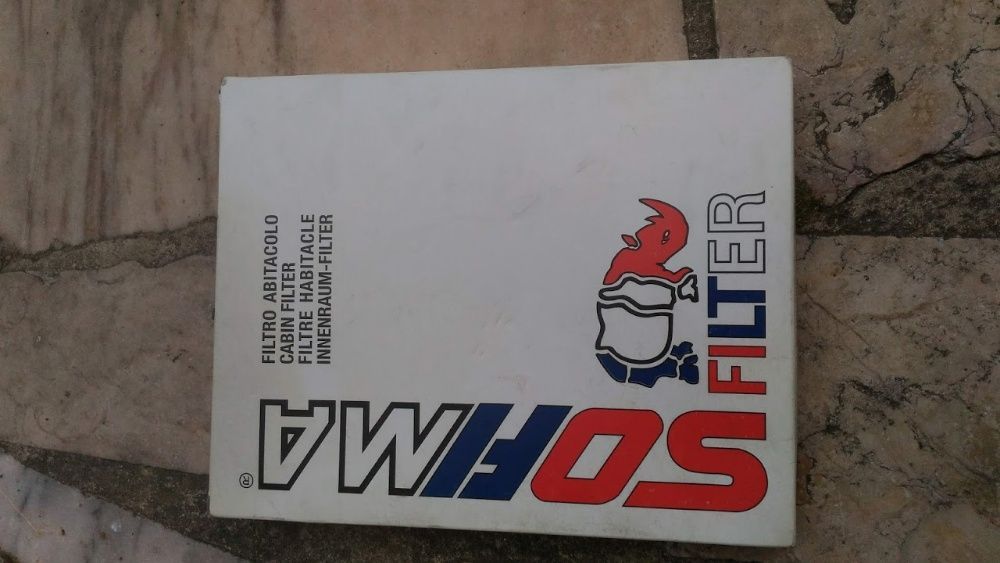 SOFIMA®
FILTER
FILTRO ABITACOLO
CABIN FILTER
FILTRE HABITACLE
INNENRAUM-FILTER